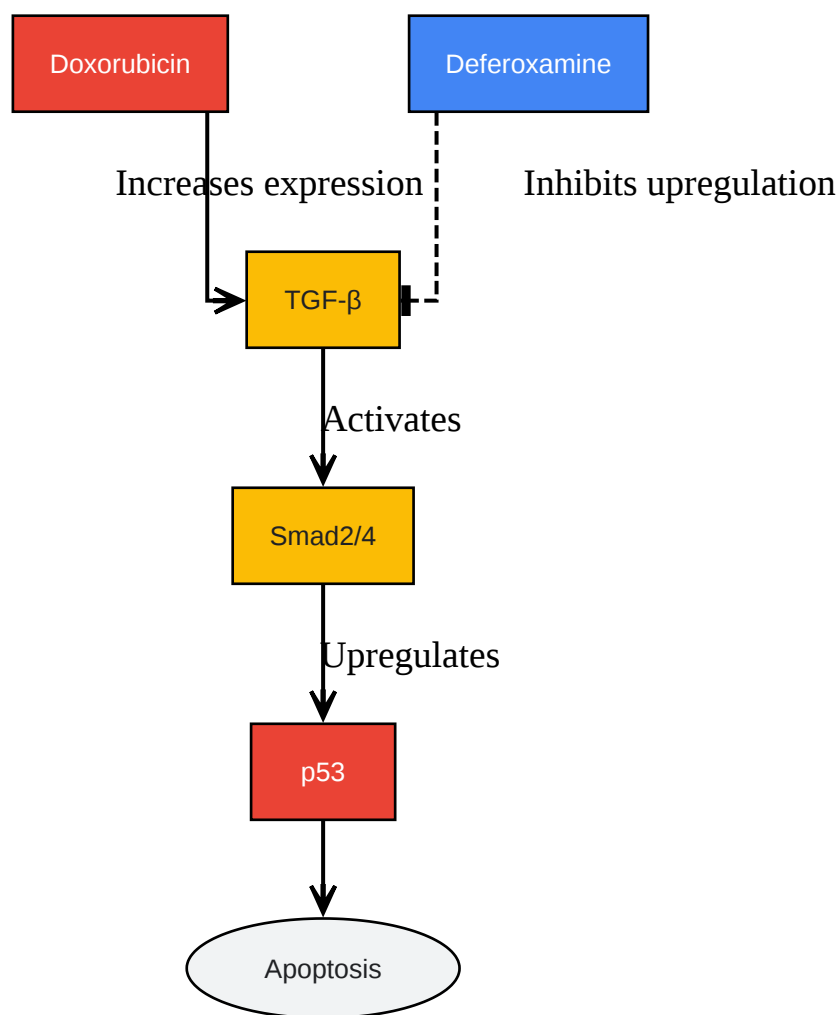 Doxorubicin
Deferoxamine
Increases expression
Inhibits upregulation
TGF-β
Activates
Smad2/4
Upregulates
p53
Apoptosis